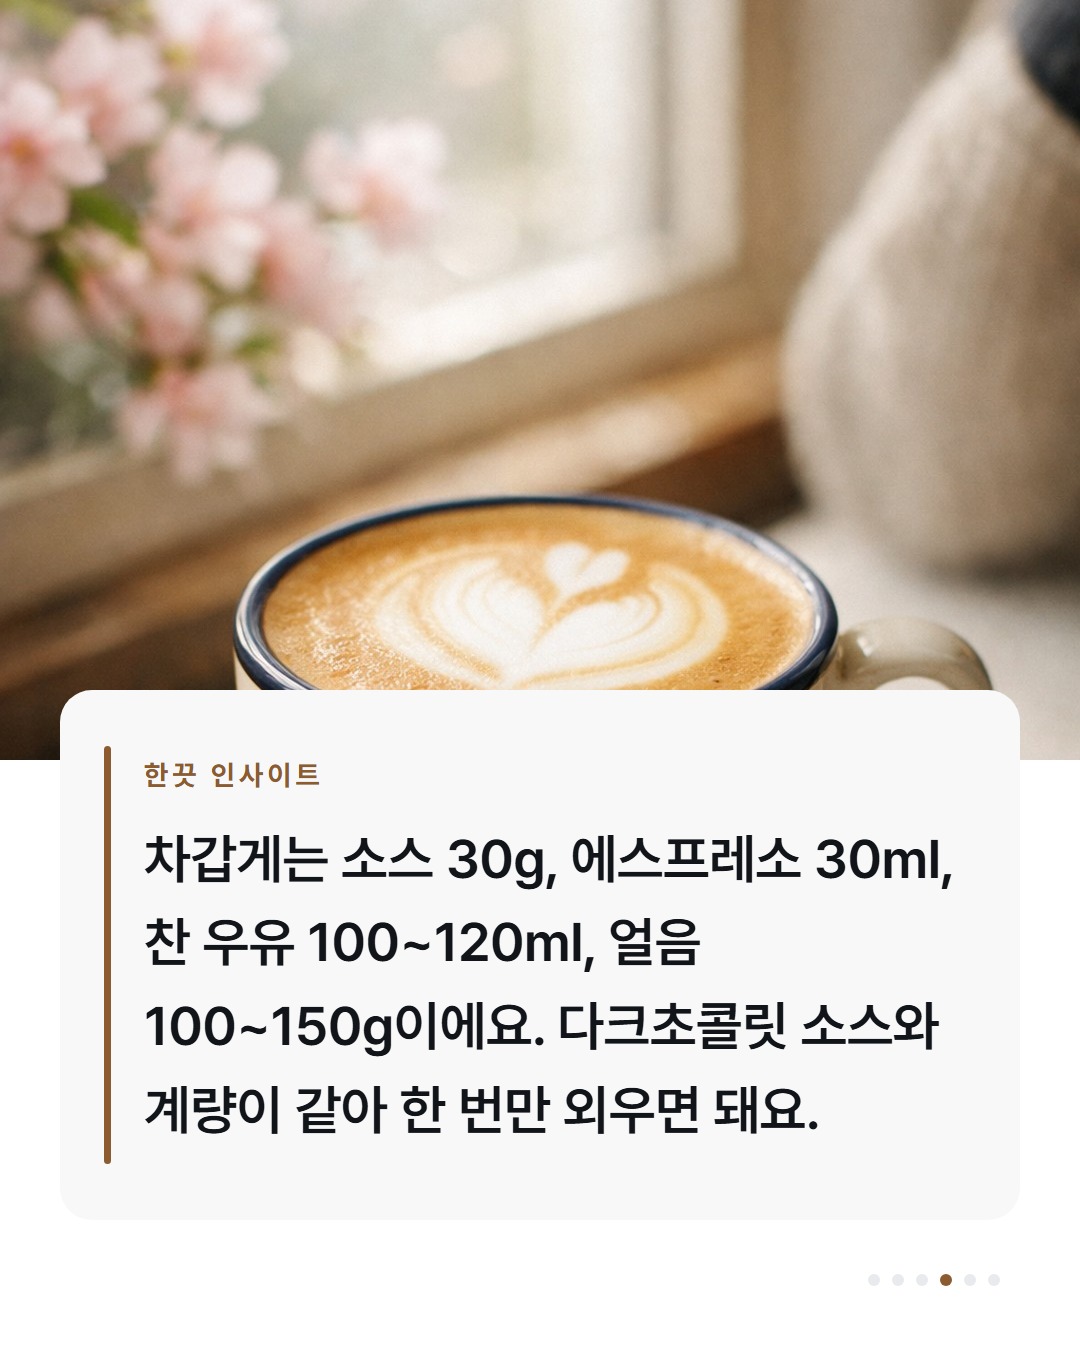 한끗 인사이트
차갑게는 소스 30g, 에스프레소 30ml,
찬 우유 100~120ml, 얼음
100~150g이에요. 다크초콜릿 소스와
계량이 같아 한 번만 외우면 돼요.